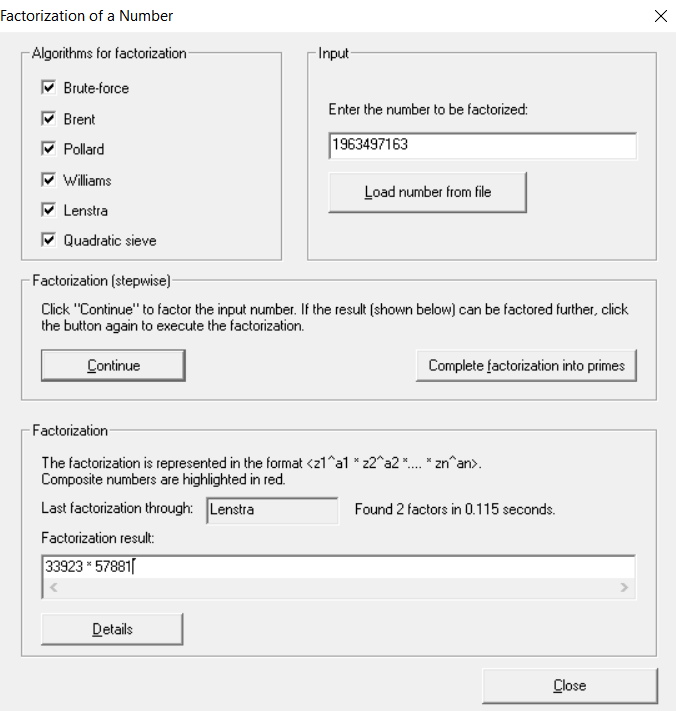 Factorization of a Number
Algorithms for factorization
Brute-force
Brent
Pollard
Williams
Lenstra
Quadratic sieve
Input
Enter the number to be factorized:
1963497163
Load number from file
Factorization (stepwise)
Click "Continue" to factor the input number. If the result (shown below) can be factored further, click
the button again to execute the factorization.
Continue
Complete factorization into primes
Factorization
The factorization is represented in the format <z1^a1 * z2^a2 *.... * zn^an>.
Composite numbers are highlighted in red.
Last factorization through:
Lenstra
Found 2 factors in 0.115 seconds.
Factorization result:
33923 * 57881
Details
Close